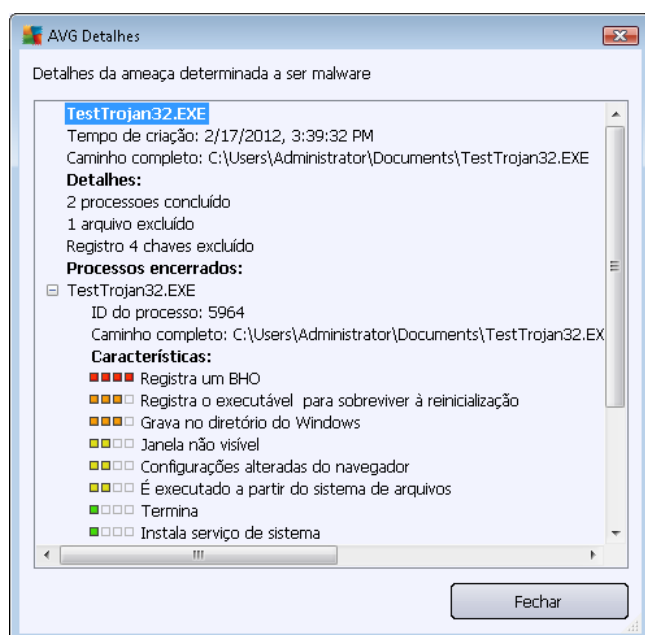 AVG Detalhes
Detalhes da ameaça determinada a ser malware
TestTrojan32.EXE
Tempo de criação: 2/17/2012, 3:39:32 PM
Caminho completo: C:\Users\Administrator\Documents\TestTrojan32.EXE
Detalhes:
2 processoes concluído
1 arquivo excluído
Registro 4 chaves excluído
Processos encerrados:
TestTrojan32.EXE
ID do processo: 5964
Caminho completo: C:\Users\Administrator\Documents\TestTrojan32.EX
Características:
Registra um BHO
Registra o executável para sobreviver à reinicialização
Grava no diretório do Windows
Janela não visível
Configurações alteradas do navegador
É executado a partir do sistema de arquivos
Termina
Instala serviço de sistema
Fechar